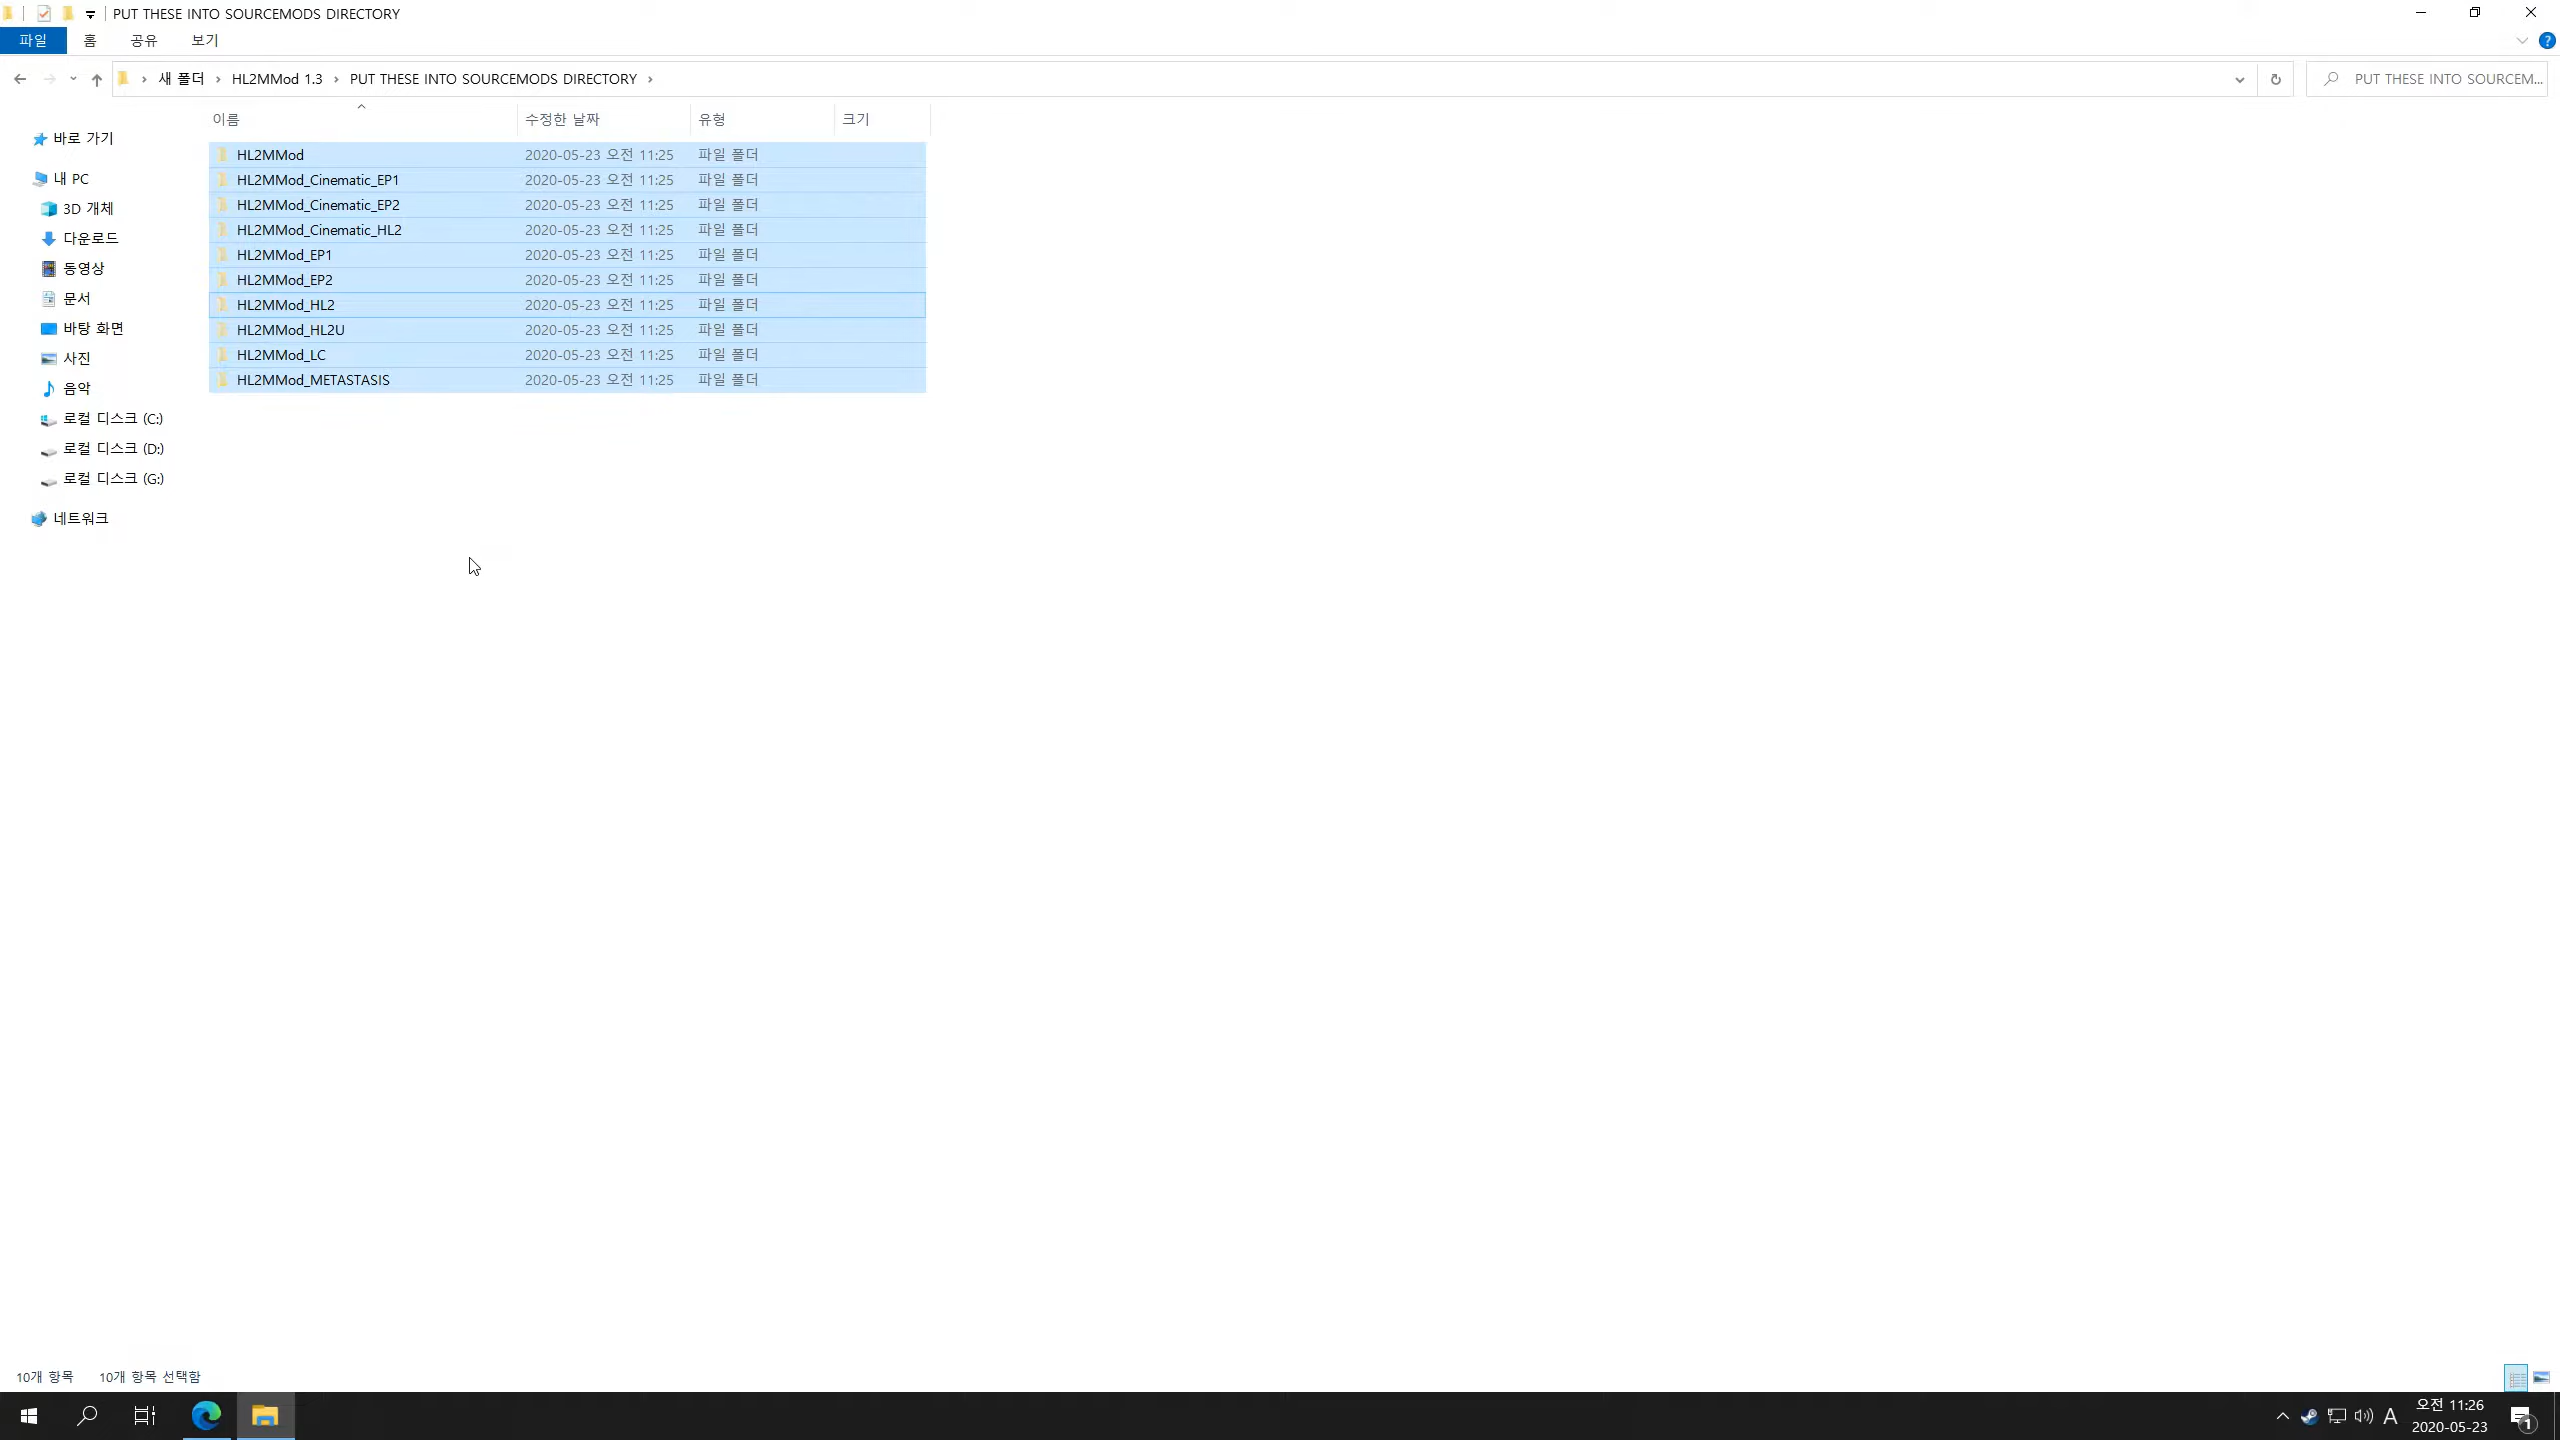 PUT THESE INTO SOURCEMODS DIRECTORY
파일 홈 공유 보기
새 폴더 HL2MMod 1.3 PUT THESE INTO SOURCEMODS DIRECTORY
PUT THESE INTO SOURCEM...
이름 수정한 날짜 유형 크기
바로 가기
내 PC
3D 개체
다운로드
동영상
문서
바탕 화면
사진
음악
로컬 디스크 (C:)
로컬 디스크 (D:)
로컬 디스크 (G:)
네트워크
HL2MMod 2020-05-23 오전 11:25 파일 폴더
HL2MMod_Cinematic_EP1 2020-05-23 오전 11:25 파일 폴더
HL2MMod_Cinematic_EP2 2020-05-23 오전 11:25 파일 폴더
HL2MMod_Cinematic_HL2 2020-05-23 오전 11:25 파일 폴더
HL2MMod_EP1 2020-05-23 오전 11:25 파일 폴더
HL2MMod_EP2 2020-05-23 오전 11:25 파일 폴더
HL2MMod_HL2 2020-05-23 오전 11:25 파일 폴더
HL2MMod_HL2U 2020-05-23 오전 11:25 파일 폴더
HL2MMod_LC 2020-05-23 오전 11:25 파일 폴더
HL2MMod_METASTASIS 2020-05-23 오전 11:25 파일 폴더
10개 항목 10개 항목 선택함
A
오전 11:26
2020-05-23
1